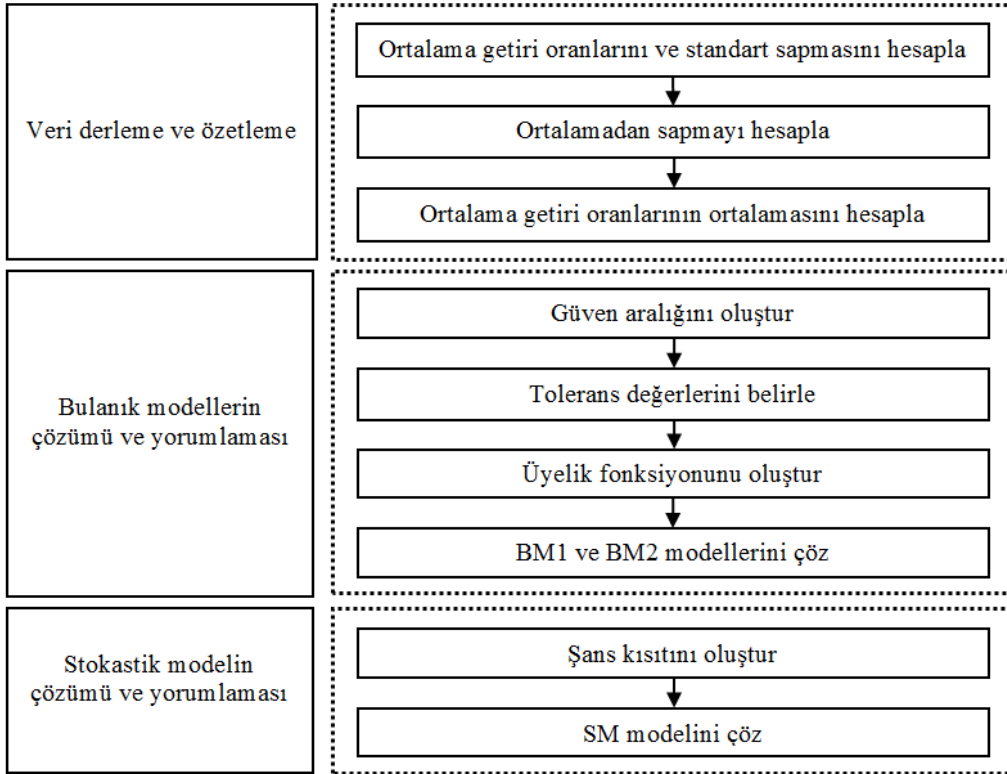 Veri derleme ve özetleme
Ortalama getiri oranlarını ve standart sapmasını hesapla
Ortalamadan sapmayı hesapla
Ortalama getiri oranlarının ortalamasını hesapla
Bulanık modellerin
çözümü ve yorumlaması
Güven aralığını oluştur
Tolerans değerlerini belirle
Üyelik fonksiyonunu oluştur
BM1 ve BM2 modellerini çöz
Stokastik modelin
çözümü ve yorumlaması
Şans kısıtını oluştur
SM modelini çöz